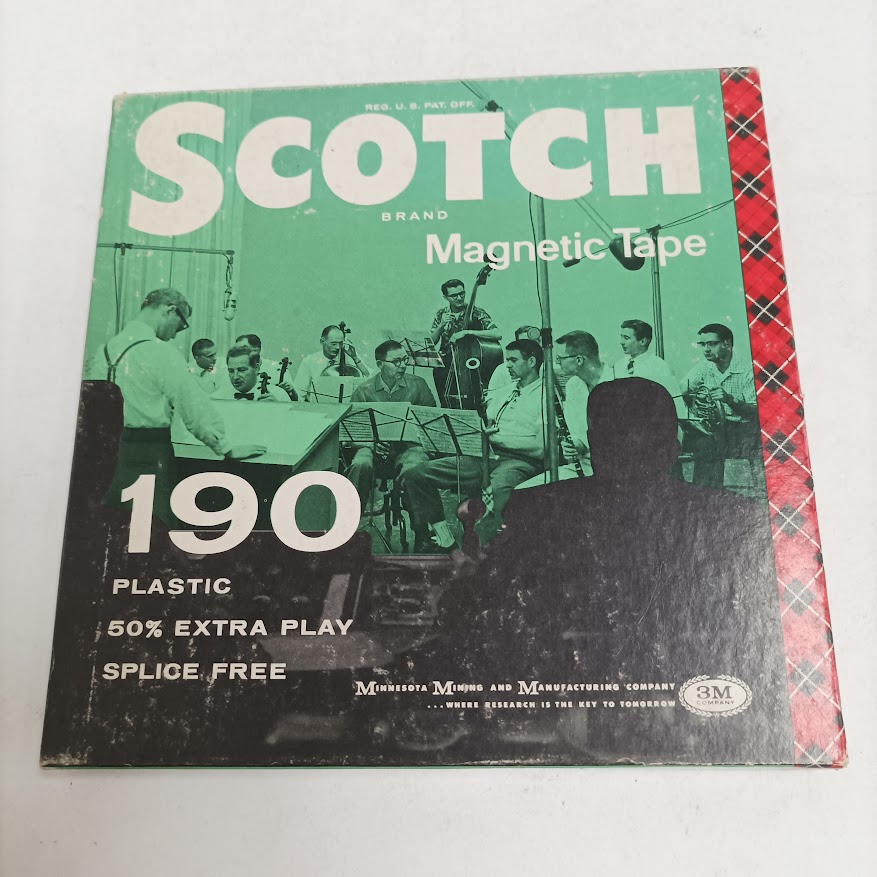 REG. U. S. PAT. OFF.
SCOTCH
BRAND
Magnetic Tape
190
PLASTIC
50% EXTRA PLAY
SPLICE FREE
MINNESOTA MINING AND MANUFACTURING COMPANY
...WHERE RESEARCH IS THE KEY TO TOMORROW
3M
COMPANY